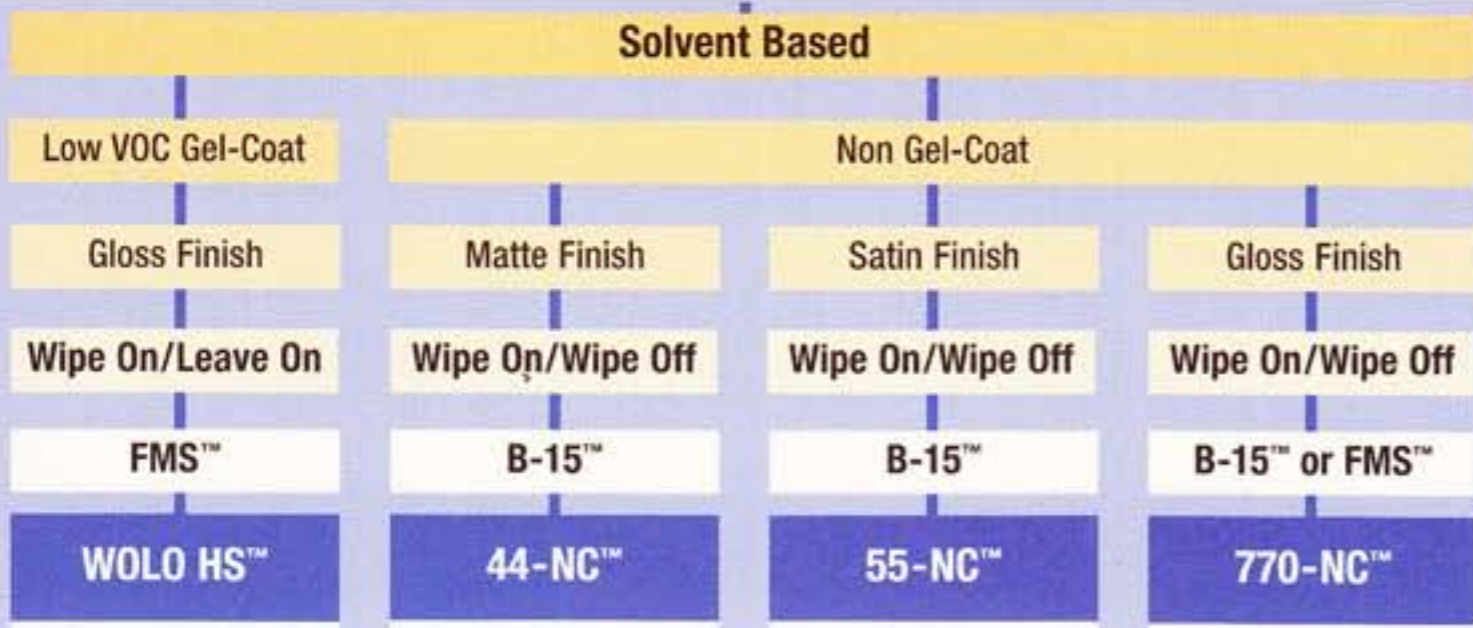 Solvent Based
Low VOC Gel-Coat
Non Gel-Coat
Gloss Finish
Matte Finish
Satin Finish
Gloss Finish
Wipe On/Leave On
Wipe On/Wipe Off
Wipe On/Wipe Off
Wipe On/Wipe Off
FMS™
B-15™
B-15™
B-15™ or FMS™
WOLO HS™
44-NC™
55-NC™
770-NC™